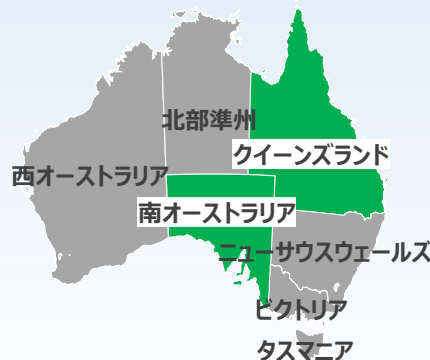 北部準州
クイーンズランド
西オーストラリア
南オーストラリア
ニューサウスウェールズ
ビクトリア
タスマニア